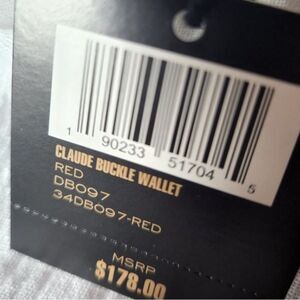 1 90233 51704 5
CLAUDE BUCKLE WALLET
RED
DB097
34DB097-RED
MSRP
$178.00